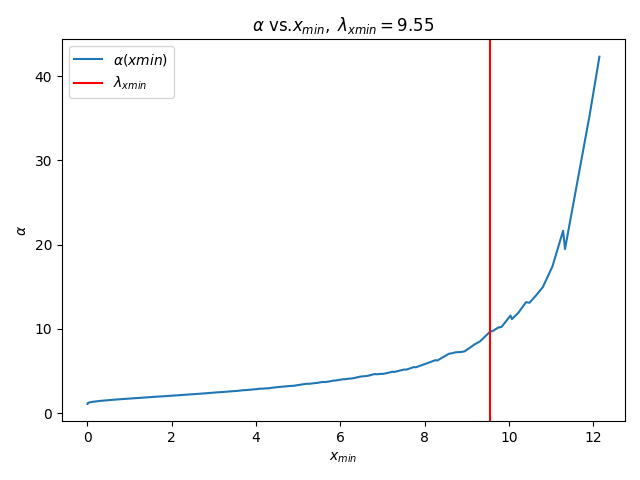 α vs.x_min, λ_xmin = 9.55
α(xmin)
λ_xmin
α
40
30
20
10
0
0 2 4 6 8 10 12
x_min